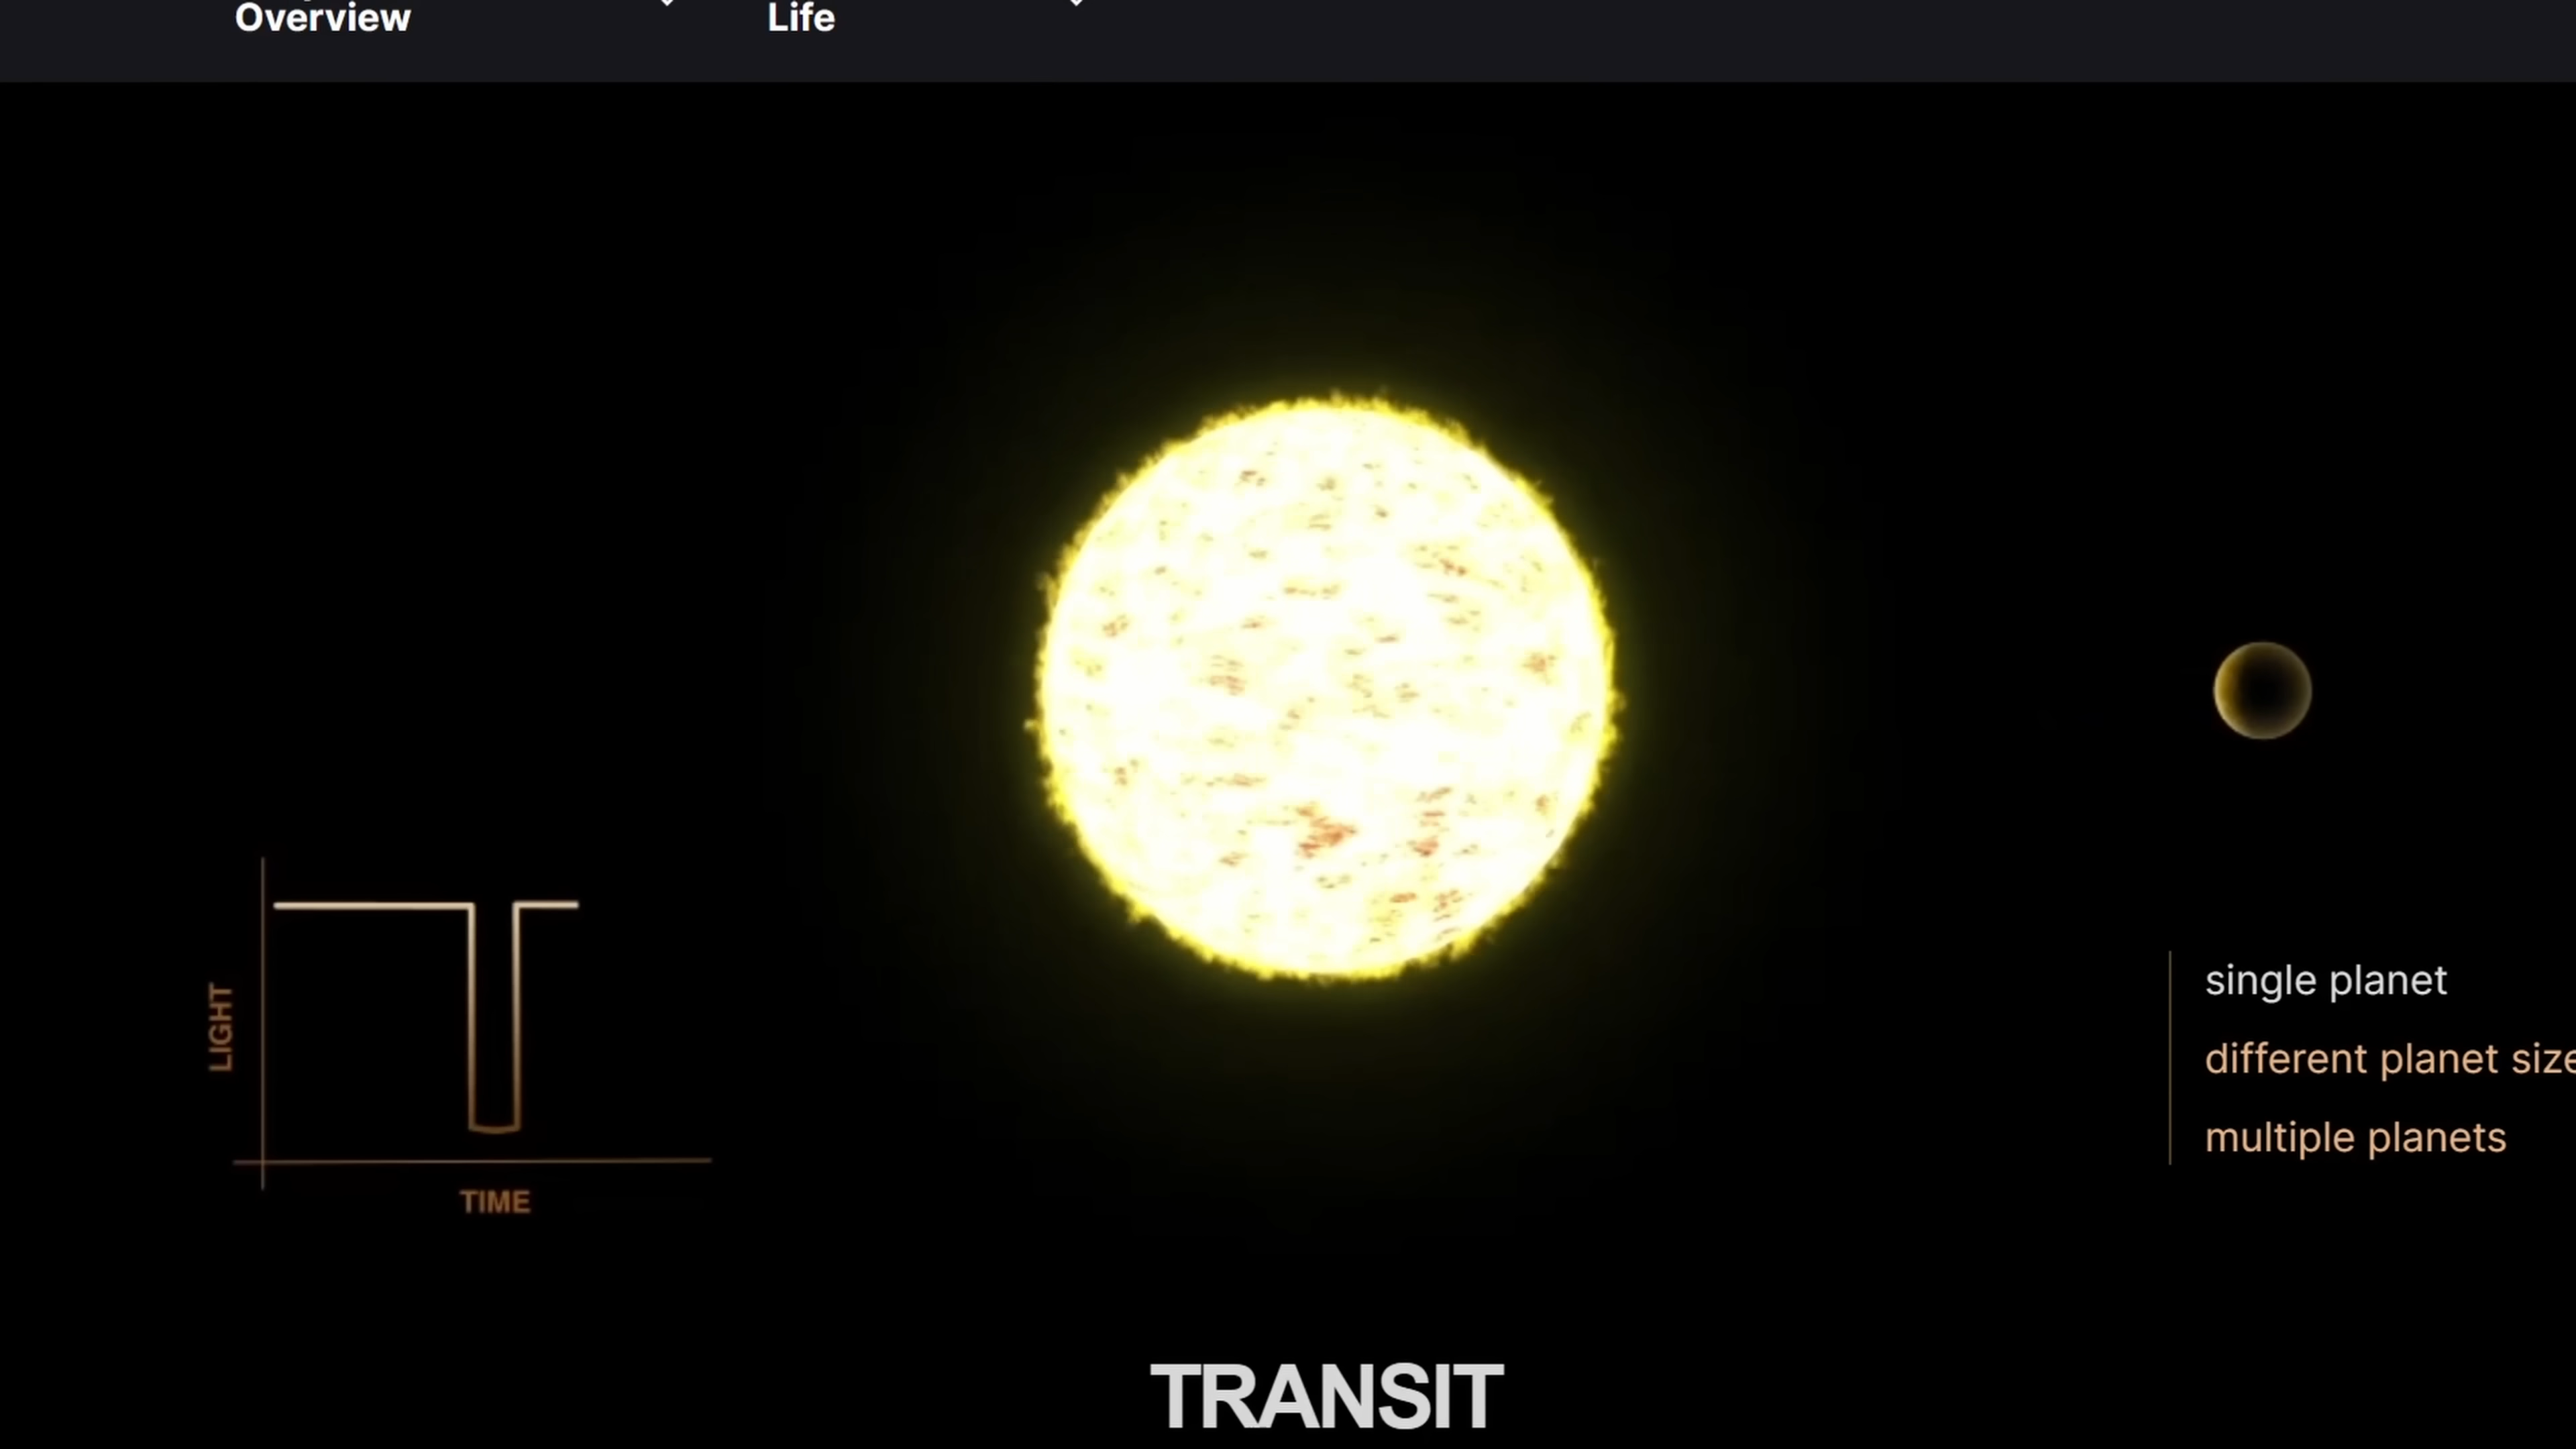 Overview
Life
LIGHT
TIME
single planet
different planet size
multiple planets
TRANSIT